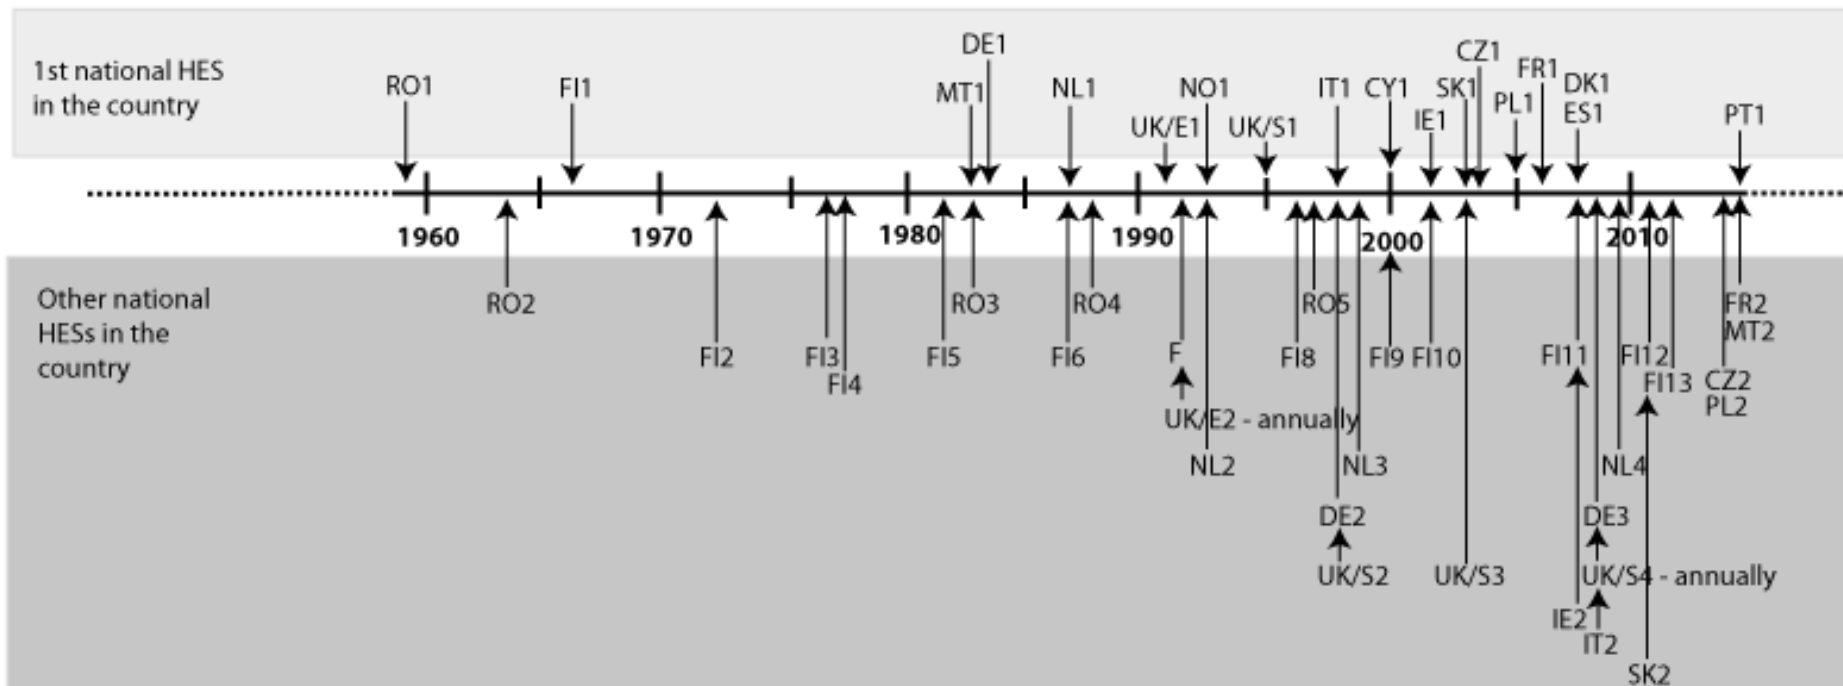 1st national HES
in the country
RO1
FI1
MT1
DE1
NL1
UK/E1
NO1
UK/S1
IT1
CY1
IE1
SK1
CZ1
PL1
FR1
DK1
ES1
PT1
1960
1970
1980
1990
2000
2010
Other national
HESs in the
country
RO2
RO3
RO4
RO5
FR2
MT2
FI2
FI3
FI4
FI5
FI6
F
FI8
FI9
FI10
FI11
FI12
FI13
CZ2
PL2
UK/E2 - annually
NL2
NL3
NL4
DE2
DE3
UK/S2
UK/S3
UK/S4 - annually
IE2
IT2
SK2